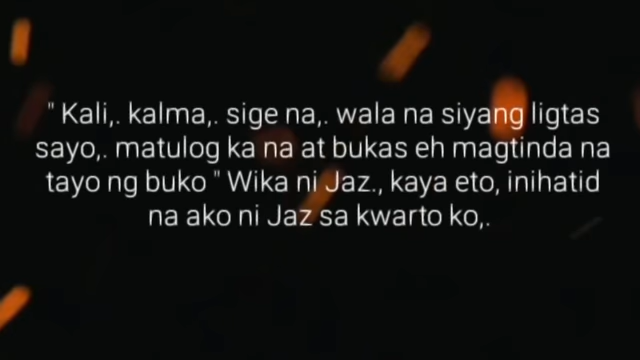 " Kali,. kalma,. sige na,. wala na siyang ligtas
sayo,. matulog ka na at bukas eh magtinda na
tayo ng buko " Wika ni Jaz., kaya eto, inihatid
na ako ni Jaz sa kwarto ko,.